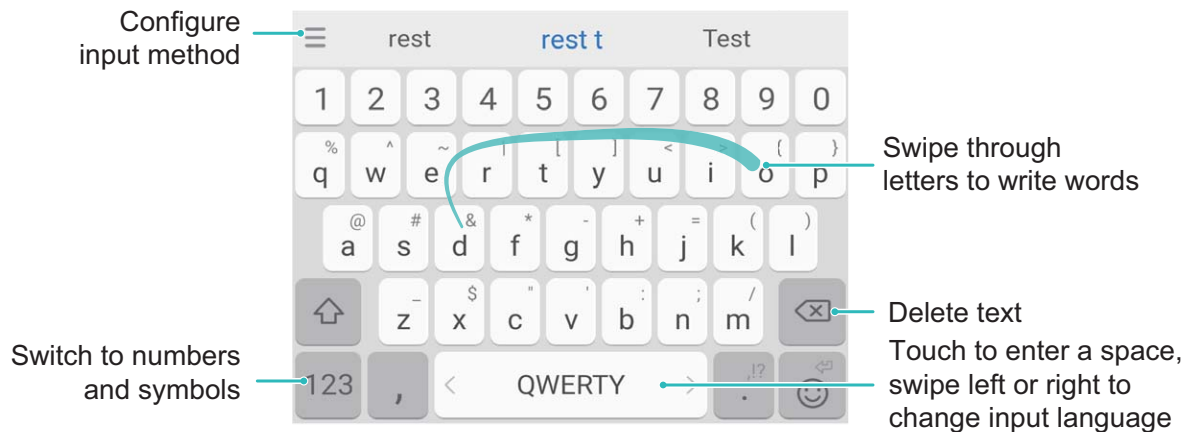 Configure
input method
rest rest t Test
1 2 3 4 5 6 7 8 9 0
% ^ ~ | [ ] < > { }
q w e r t y u i o p
Swipe through
letters to write words
@ # & * - + = ( )
a s d f g h j k l
_ $ " ' : ; /
z x c v b n m
Delete text
Switch to numbers
and symbols
123 , < QWERTY > ,!? .
Touch to enter a space,
swipe left or right to
change input language